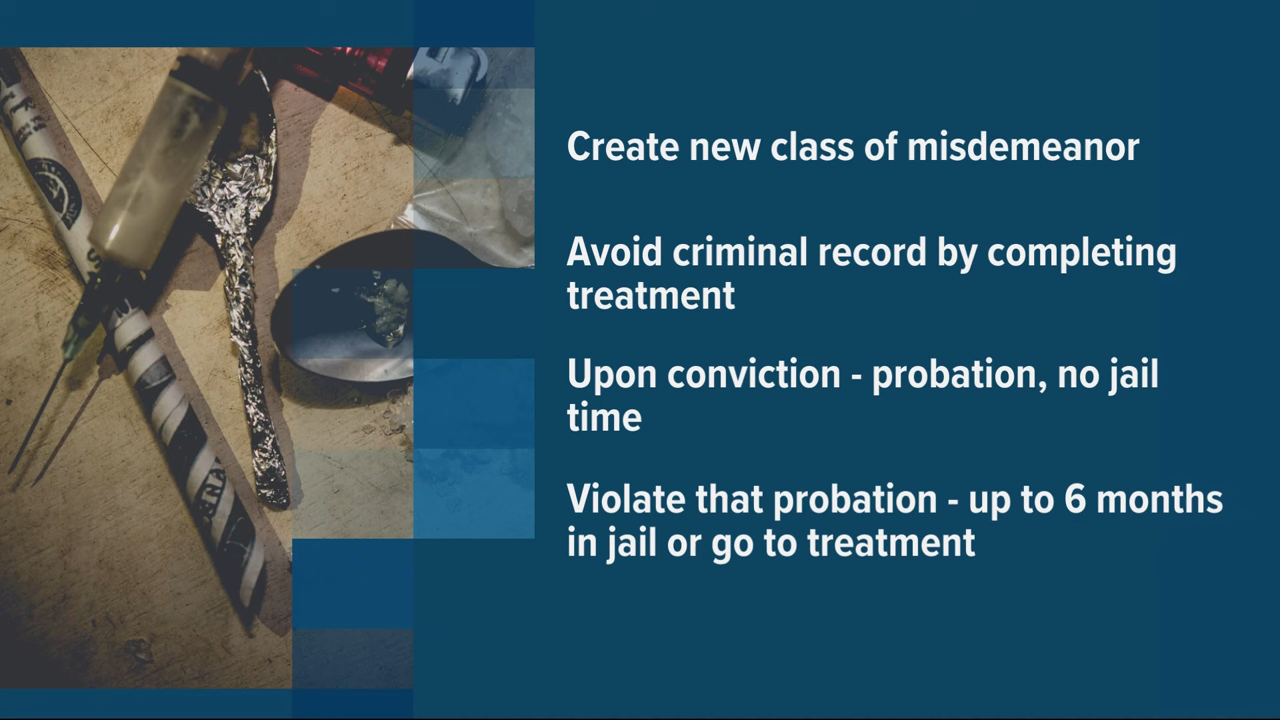 Create new class of misdemeanor
Avoid criminal record by completing
treatment
Upon conviction - probation, no jail
time
Violate that probation - up to 6 months
in jail or go to treatment